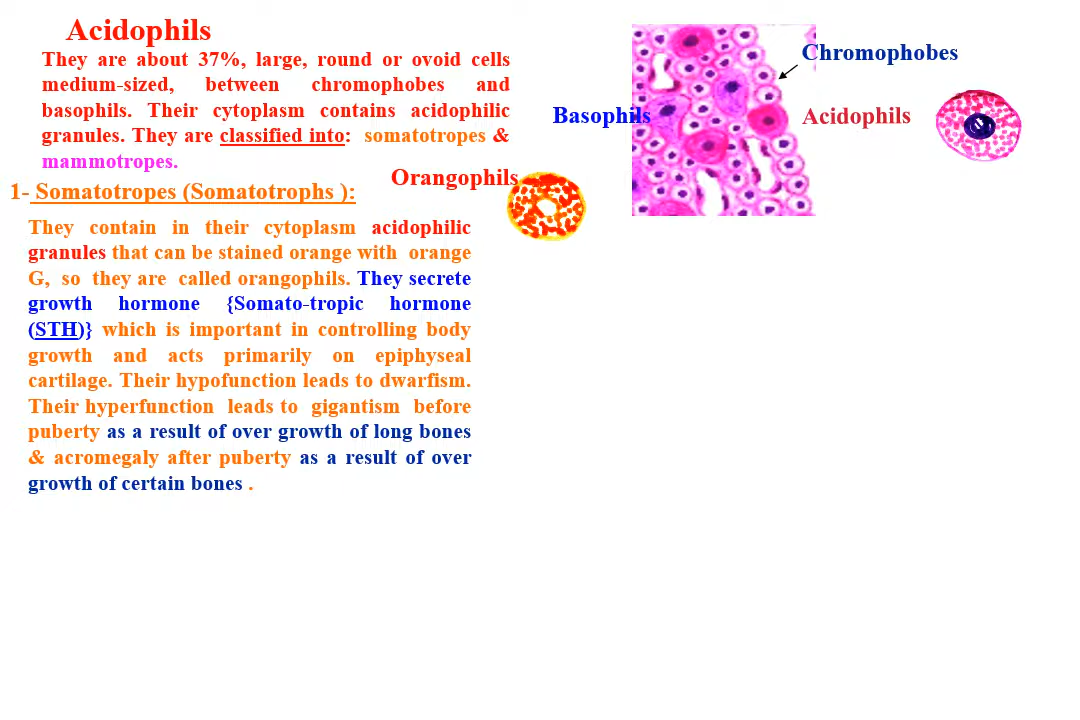 Acidophils
They are about 37%, large, round or ovoid cells
medium-sized, between chromophobes and
basophils. Their cytoplasm contains acidophilic
granules. They are classified into: somatotropes &
mammotropes.
Chromophobes
Basophils
Acidophils
Orangophils
1- Somatotropes (Somatotrophs ):
They contain in their cytoplasm acidophilic
granules that can be stained orange with orange
G, so they are called orangophils. They secrete
growth hormone {Somato-tropic hormone
(STH)} which is important in controlling body
growth and acts primarily on epiphyseal
cartilage. Their hypofunction leads to dwarfism.
Their hyperfunction leads to gigantism before
puberty as a result of over growth of long bones
& acromegaly after puberty as a result of over
growth of certain bones .